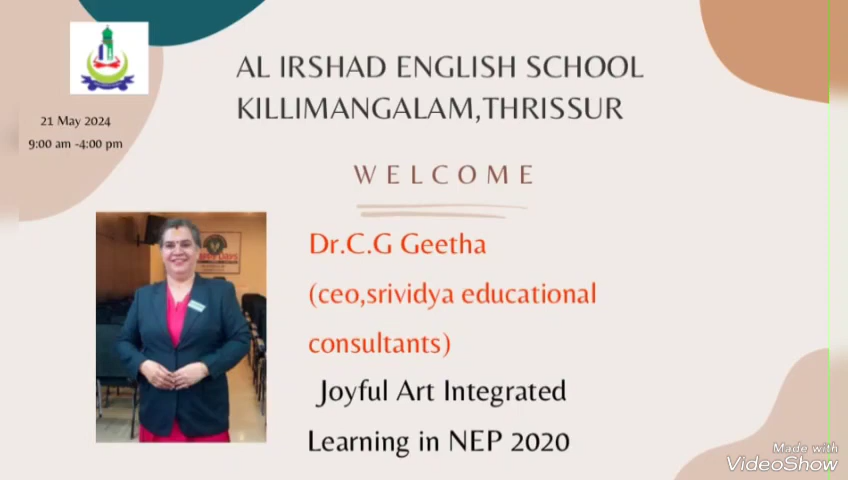 AL IRSHAD ENGLISH SCHOOL
KILLIMANGALAM,THRISSUR
21 May 2024
9:00 am -4:00 pm
WELCOME
Dr.C.G Geetha
(ceo,srividya educational
consultants)
Joyful Art Integrated
Learning in NEP 2020
Made with
VideoShow